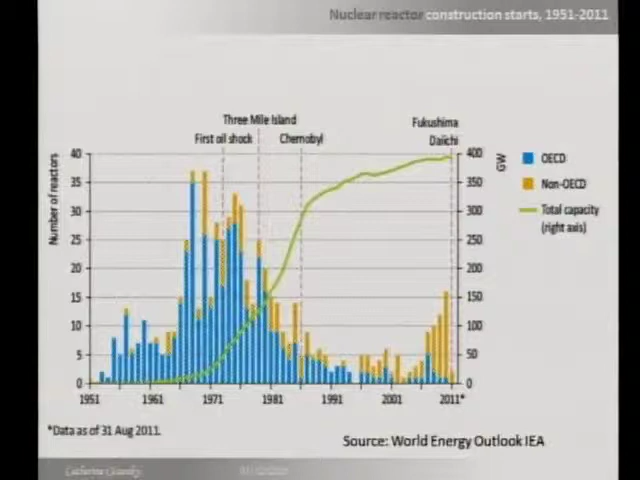 Nuclear reactor construction starts, 1951-2011
Three Mile Island
First oil shock
Chernobyl
Fukushima
Daiichi
Number of reactors
40
35
30
25
20
15
10
5
0
GW
400
350
300
250
200
150
100
50
0
1951
1961
1971
1981
1991
2001
2011*
OECD
Non-OECD
Total capacity
(right axis)
*Data as of 31 Aug 2011.
Source: World Energy Outlook IEA